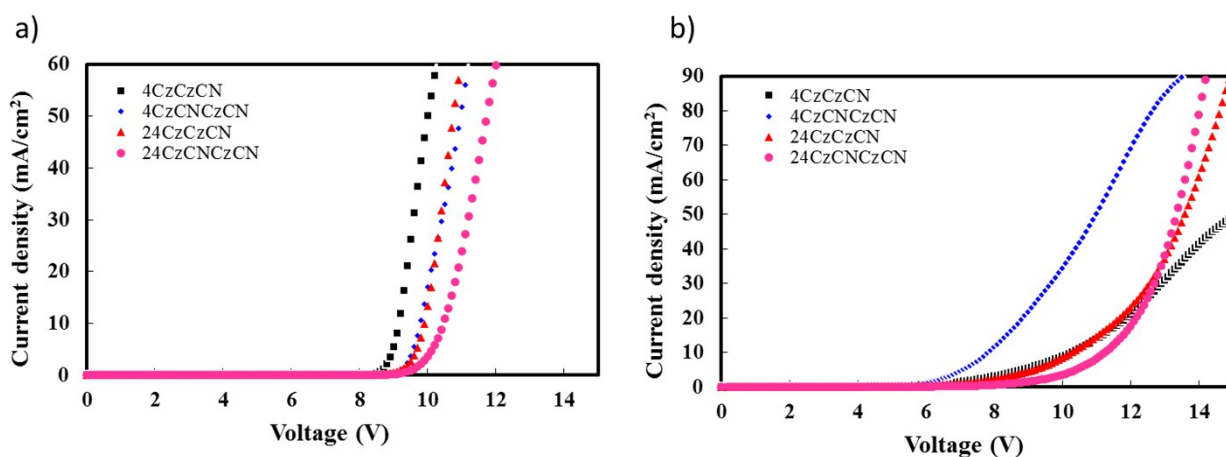 a)
60
50
40
30
20
10
0
4CzCzCN
4CzCNCzCN
24CzCzCN
24CzCNCzCN
Current density (mA/cm²)
0 2 4 6 8 10 12 14
Voltage (V)
b)
90
80
70
60
50
40
30
20
10
0
4CzCzCN
4CzCNCzCN
24CzCzCN
24CzCNCzCN
Current density (mA/cm²)
0 2 4 6 8 10 12 14
Voltage (V)